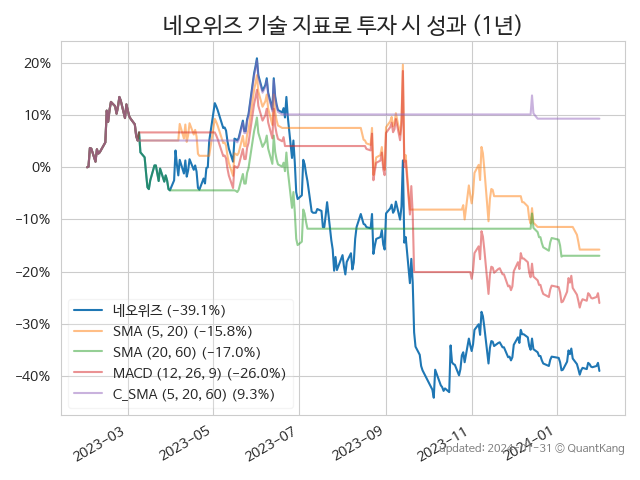 네오위즈 기술 지표로 투자 시 성과 (1년)
20%
10%
0%
−10%
−20%
−30%
−40%
네오위즈 (−39.1%)
SMA (5, 20) (−15.8%)
SMA (20, 60) (−17.0%)
MACD (12, 26, 9) (−26.0%)
C_SMA (5, 20, 60) (9.3%)
2023−03
2023−05
2023−07
2023−09
2023−11
2024−01
updated: 2024−01−31 © QuantKang